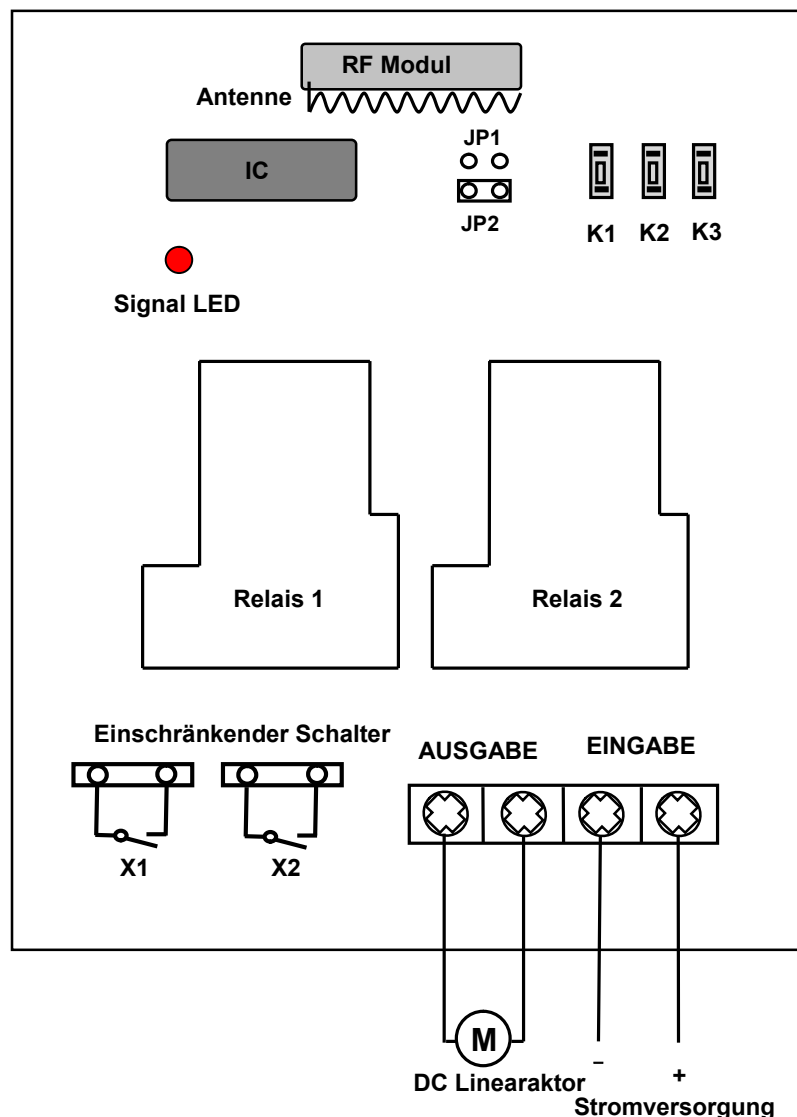 RF Modul
Antenne
JP1
IC
JP2
K1 K2 K3
Signal LED
Relais 1
Relais 2
Einschränkender Schalter
AUSGABE
EINGABE
X1
X2
M
–
+
DC Linearaktor
Stromversorgung